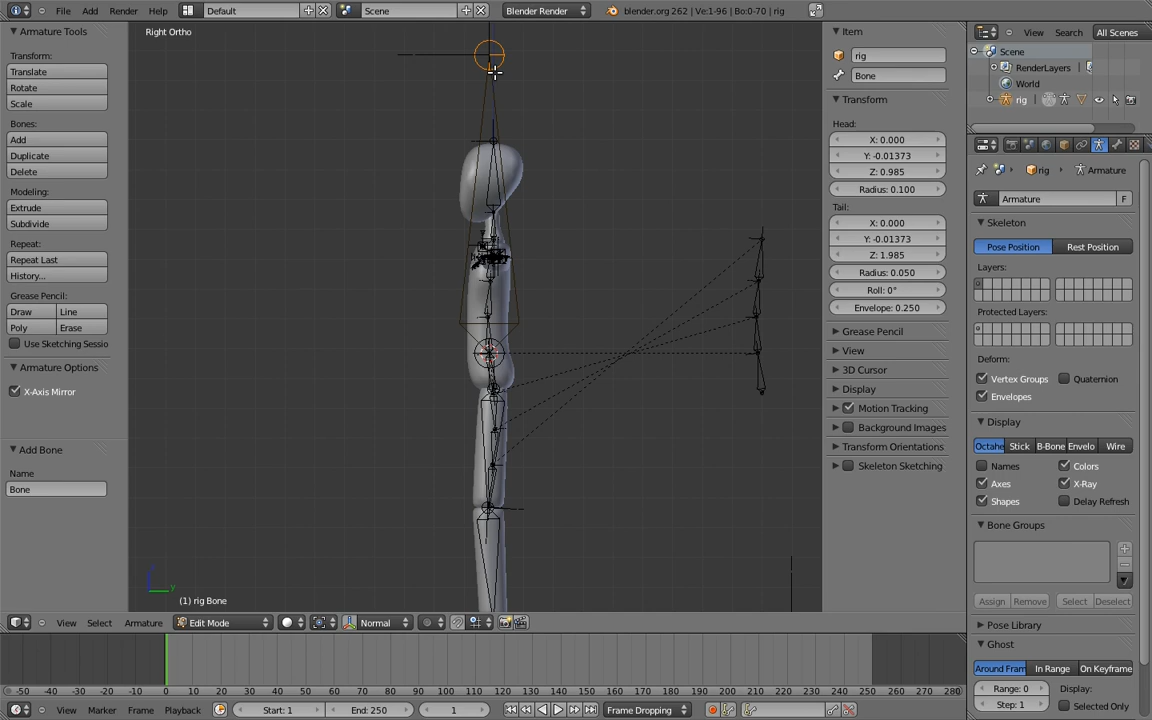 File Add Render Help Default Scene Blender Render blender.org 262 | Ve:1-96 | Bo:0-70 | rig
Armature Tools
Transform:
Translate
Rotate
Scale
Bones:
Add
Duplicate
Delete
Modeling:
Extrude
Subdivide
Repeat:
Repeat Last
History...
Grease Pencil:
Draw Line
Poly Erase
Use Sketching Sessio
Armature Options
X-Axis Mirror
Add Bone
Name
Bone
Right Ortho
y
(1) rig Bone
Item
rig
Bone
Transform
Head:
X: 0.000
Y: -0.01373
Z: 0.985
Radius: 0.100
Tail:
X: 0.000
Y: -0.01373
Z: 1.985
Radius: 0.050
Roll: 0°
Envelope: 0.250
Grease Pencil
View
3D Cursor
Display
Motion Tracking
Background Images
Transform Orientations
Skeleton Sketching
View Search All Scenes
Scene
RenderLayers |
World
rig |
rig Armature
Armature F
Skeleton
Pose Position Rest Position
Layers:
Protected Layers:
Deform:
Vertex Groups Quaternion
Envelopes
Display
Octahe Stick B-Bone Envelo Wire
Names Colors
Axes X-Ray
Shapes Delay Refresh
Bone Groups
Assign Remove Select Deselect
Pose Library
Ghost
Around Fram In Range On Keyframe
Range: 0 Display:
Step: 1 Selected Only
View Select Armature Edit Mode Normal
-50 -40 -30 -20 -10 0 10 20 30 40 50 60 70 80 90 100 110 120 130 140 150 160 170 180 190 200 210 220 230 240 250 260 270 280
View Marker Frame Playback Start: 1 End: 250 1 Frame Dropping